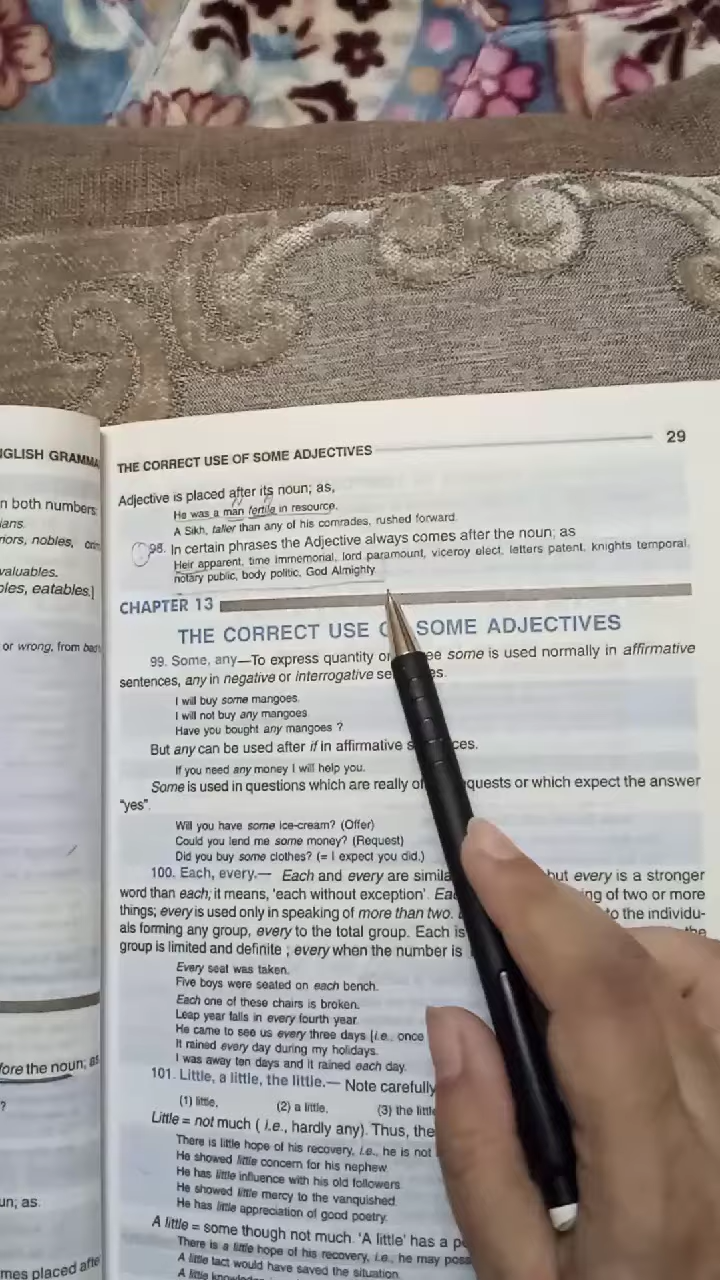 NGLISH GRAMMA
n both numbers
ians.
riors, nobles,
valuables.
bles, eatables.]
or wrong, from bad
fore the noun; as
?
un; as.
mes placed afte
THE CORRECT USE OF SOME ADJECTIVES 29
Adjective is placed after its noun; as,
He was a man fertile in resource.
A Sikh, taller than any of his comrades, rushed forward.
98. In certain phrases the Adjective always comes after the noun; as
Heir apparent, time immemorial, lord paramount, viceroy elect, letters patent, knights temporal,
notary public, body politic, God Almighty
CHAPTER 13
THE CORRECT USE SOME ADJECTIVES
99. Some, any—To express quantity or some is used normally in affirmative
sentences, any in negative or interrogative
I will buy some mangoes.
I will not buy any mangoes
Have you bought any mangoes ?
But any can be used after if in affirmative
If you need any money I will help you.
Some is used in questions which are really or which expect the answer
"yes".
Will you have some ice-cream? (Offer)
Could you lend me some money? (Request)
Did you buy some clothes? (= I expect you did.)
100. Each, every.— Each and every are but every is a stronger
word than each; it means, 'each without exception'. of two or more
things; every is used only in speaking of more than two. to the individu-
als forming any group, every to the total group. Each is the
group is limited and definite ; every when the number is
Every seat was taken.
Five boys were seated on each bench.
Each one of these chairs is broken.
Leap year falls in every fourth year.
He came to see us every three days [i.e., once
It rained every day during my holidays.
I was away ten days and it rained each day.
101. Little, a little, the little.— Note carefully
(1) little, (2) a little, (3) the little
Little = not much ( i.e., hardly any). Thus, the
There is little hope of his recovery, i.e., he is not
He showed little concern for his nephew.
He has little influence with his old followers.
He showed little mercy to the vanquished.
He has little appreciation of good poetry.
A little = some though not much. 'A little' has a
There is a little hope of his recovery, i.e., he may poss
A little tact would have saved the situation.
A little